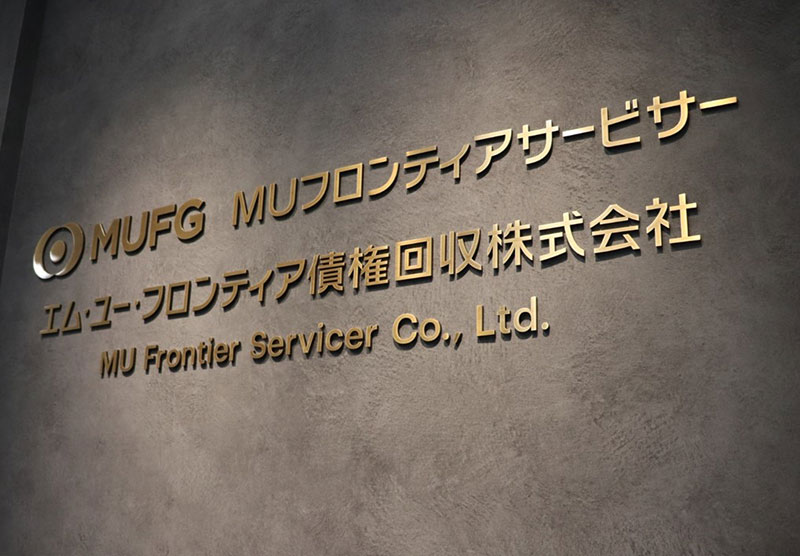 MUFG MUフロンティアサービサー
エム・ユー・フロンティア債権回収株式会社
MU Frontier Servicer Co., Ltd.